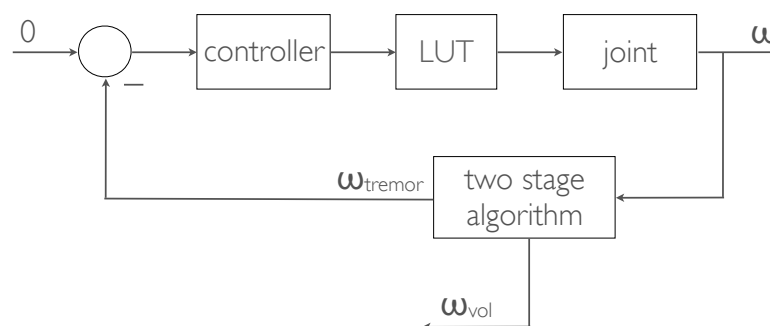 0
controller
LUT
joint
ω
−
ωtremor
two stage
algorithm
ωvol